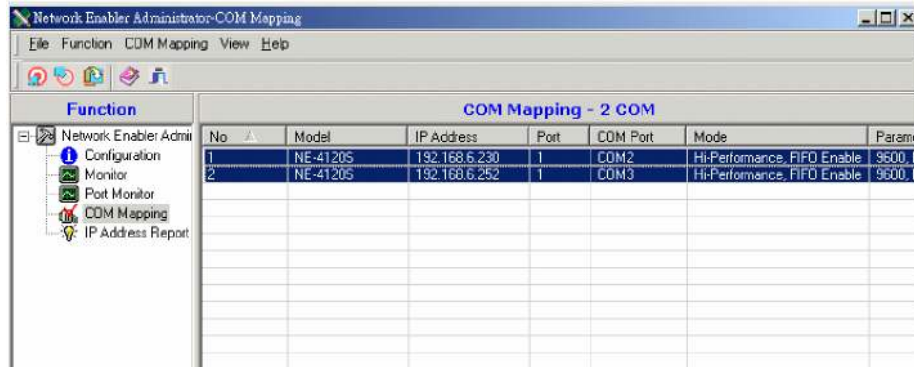 Network Enabler Administrator-COM Mapping
File Function COM Mapping View Help
Function
COM Mapping - 2 COM
Network Enabler Admi
Configuration
Monitor
Port Monitor
COM Mapping
IP Address Report
No Model IP Address Port COM Port Mode Param
1 NE-4120S 192.168.6.230 1 COM2 Hi-Performance, FIFO Enable 9600,
2 NE-4120S 192.168.6.252 1 COM3 Hi-Performance, FIFO Enable 9600,